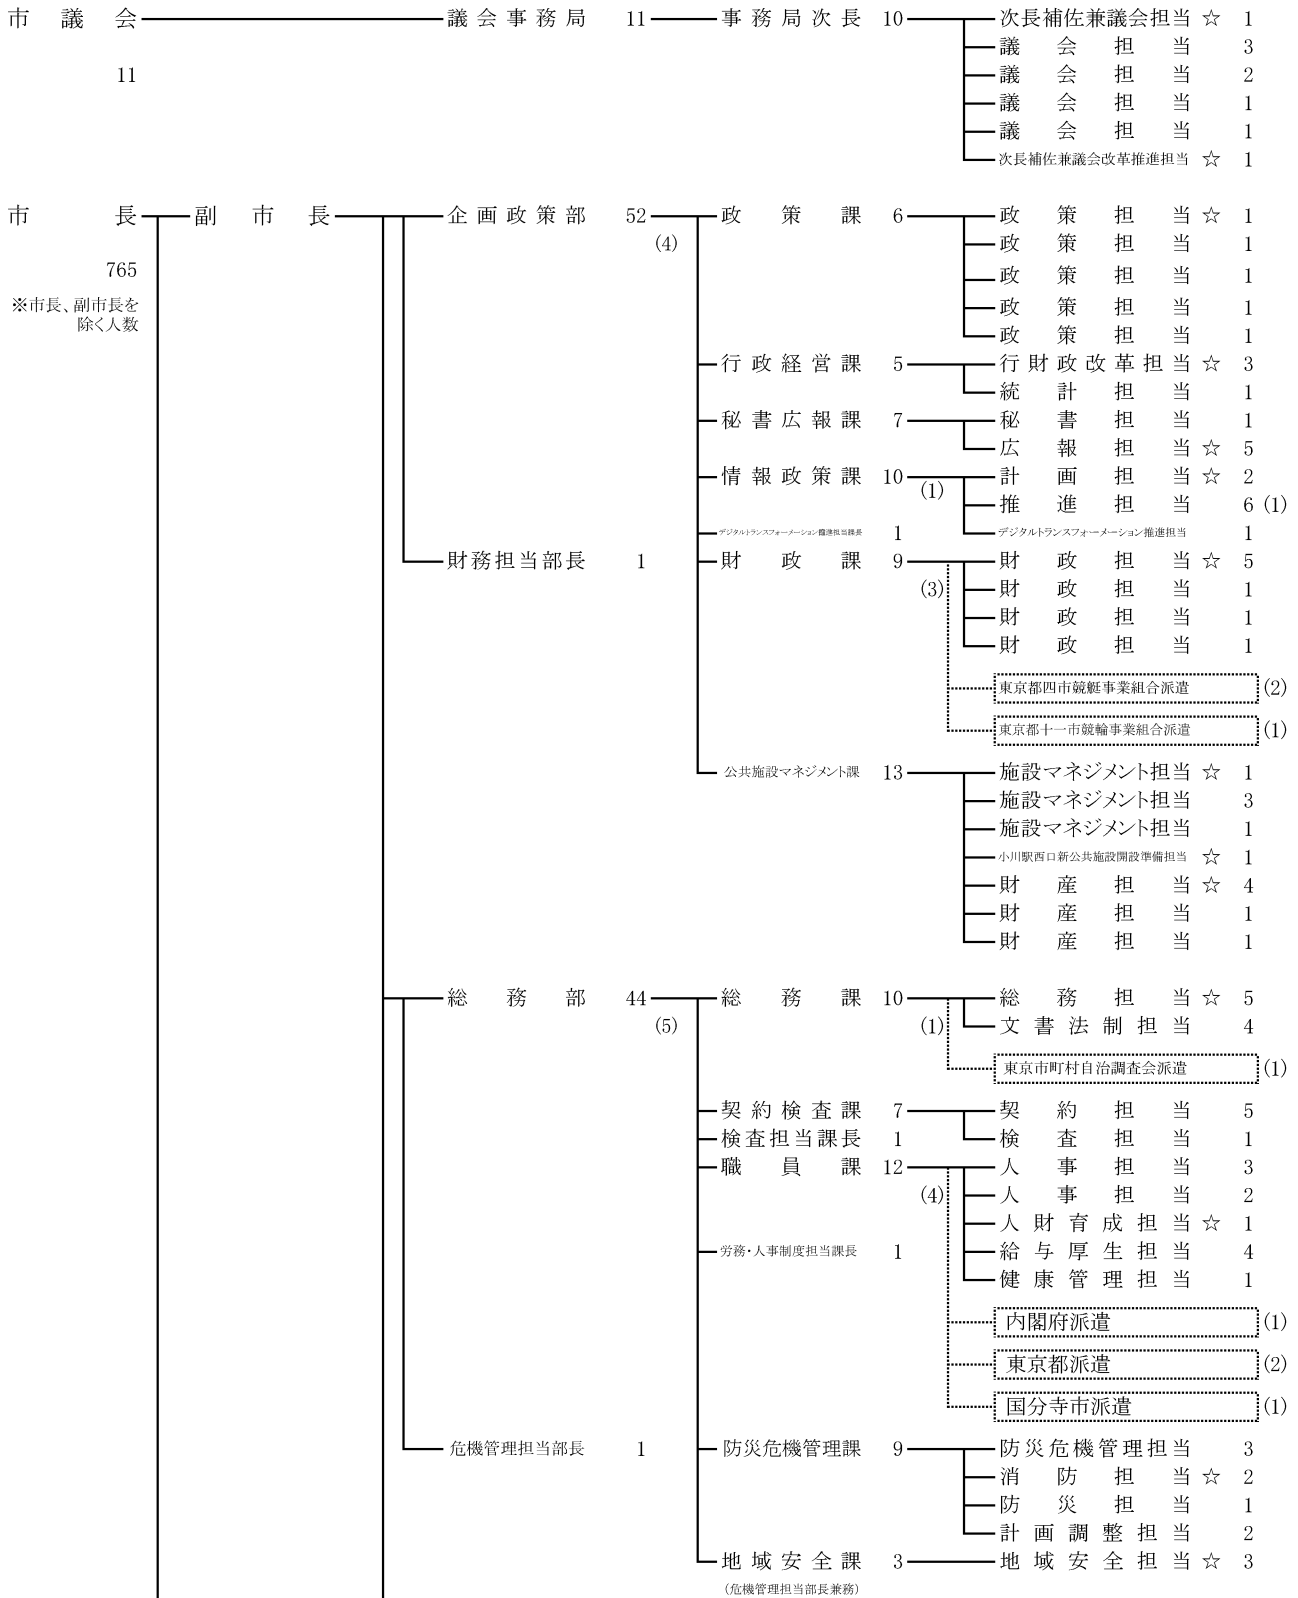 市議会 議会事務局 11 事務局次長 10 次長補佐兼議会担当 ☆ 1
議会担当 3
11 議会担当 2
議会担当 1
議会担当 1
次長補佐兼議会改革推進担当 ☆ 1
市長 副市長 企画政策部 52 政策課 6 政策担当 ☆ 1
(4) 政策担当 1
765 政策担当 1
※市長、副市長を 政策担当 1
除く人数
政策担当 1
行政経営課 5 行財政改革担当 ☆ 3
統計担当 1
秘書広報課 7 秘書担当 1
広報担当 ☆ 5
情報政策課 10 計画担当 ☆ 2
(1) 推進担当 6 (1)
デジタルトランスフォーメーション推進担当課長 1 デジタルトランスフォーメーション推進担当 1
財務担当部長 1 財政課 9 財政担当 ☆ 5
(3) 財政担当 1
財政担当 1
財政担当 1
東京都四市競艇事業組合派遣 (2)
東京都十一市競輪事業組合派遣 (1)
公共施設マネジメント課 13 施設マネジメント担当 ☆ 1
施設マネジメント担当 3
施設マネジメント担当 1
小川駅西口新公共施設開設準備担当 ☆ 1
財産担当 ☆ 4
財産担当 1
財産担当 1
総務部 44 総務課 10 総務担当 ☆ 5
(5) (1) 文書法制担当 4
東京市町村自治調査会派遣 (1)
契約検査課 7 契約担当 5
検査担当課長 1 検査担当 1
職員課 12 人事担当 3
(4) 人事担当 2
人財育成担当 ☆ 1
労務・人事制度担当課長 1 給与厚生担当 4
健康管理担当 1
内閣府派遣 (1)
東京都派遣 (2)
国分寺市派遣 (1)
危機管理担当部長 1 防災危機管理課 9 防災危機管理担当 3
消防担当 ☆ 2
防災担当 1
計画調整担当 2
地域安全課 3 地域安全担当 ☆ 3
(危機管理担当部長兼務)